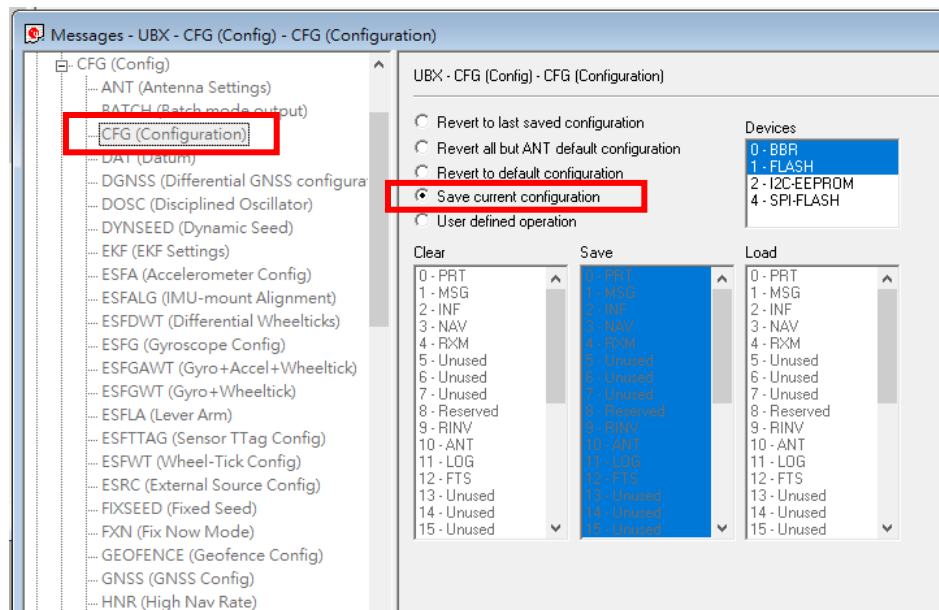 Messages - UBX - CFG (Config) - CFG (Configuration)
CFG (Config)
ANT (Antenna Settings)
BATCH (Batch mode output)
CFG (Configuration)
DAT (Datum)
DGNSS (Differential GNSS configura
DOSC (Disciplined Oscillator)
DYNSEED (Dynamic Seed)
EKF (EKF Settings)
ESFA (Accelerometer Config)
ESFALG (IMU-mount Alignment)
ESFDWT (Differential Wheelticks)
ESFG (Gyroscope Config)
ESFGAWT (Gyro+Accel+Wheeltick)
ESFGWT (Gyro+Wheeltick)
ESFLA (Lever Arm)
ESFTTAG (Sensor TTag Config)
ESFWT (Wheel-Tick Config)
ESRC (External Source Config)
FIXSEED (Fixed Seed)
FXN (Fix Now Mode)
GEOFENCE (Geofence Config)
GNSS (GNSS Config)
HNR (High Nav Rate)
UBX - CFG (Config) - CFG (Configuration)
Revert to last saved configuration
Revert all but ANT default configuration
Revert to default configuration
Save current configuration
User defined operation
Devices
0 - BBR
1 - FLASH
2 - I2C-EEPROM
4 - SPI-FLASH
Clear
0 - PRT
1 - MSG
2 - INF
3 - NAV
4 - RXM
5 - Unused
6 - Unused
7 - Unused
8 - Reserved
9 - RINV
10 - ANT
11 - LOG
12 - FTS
13 - Unused
14 - Unused
15 - Unused
Save
0 - PRT
1 - MSG
2 - INF
3 - NAV
4 - RXM
5 - Unused
6 - Unused
7 - Unused
8 - Reserved
9 - RINV
10 - ANT
11 - LOG
12 - FTS
13 - Unused
14 - Unused
15 - Unused
Load
0 - PRT
1 - MSG
2 - INF
3 - NAV
4 - RXM
5 - Unused
6 - Unused
7 - Unused
8 - Reserved
9 - RINV
10 - ANT
11 - LOG
12 - FTS
13 - Unused
14 - Unused
15 - Unused